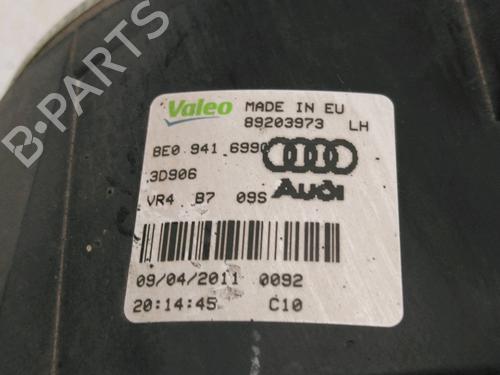 B-PARTS
Valeo MADE IN EU
89203973 LH
8E0 941 699C
3D906 Audi
VR4 B7 09S
09/04/2011 0092
20:14:45 C10